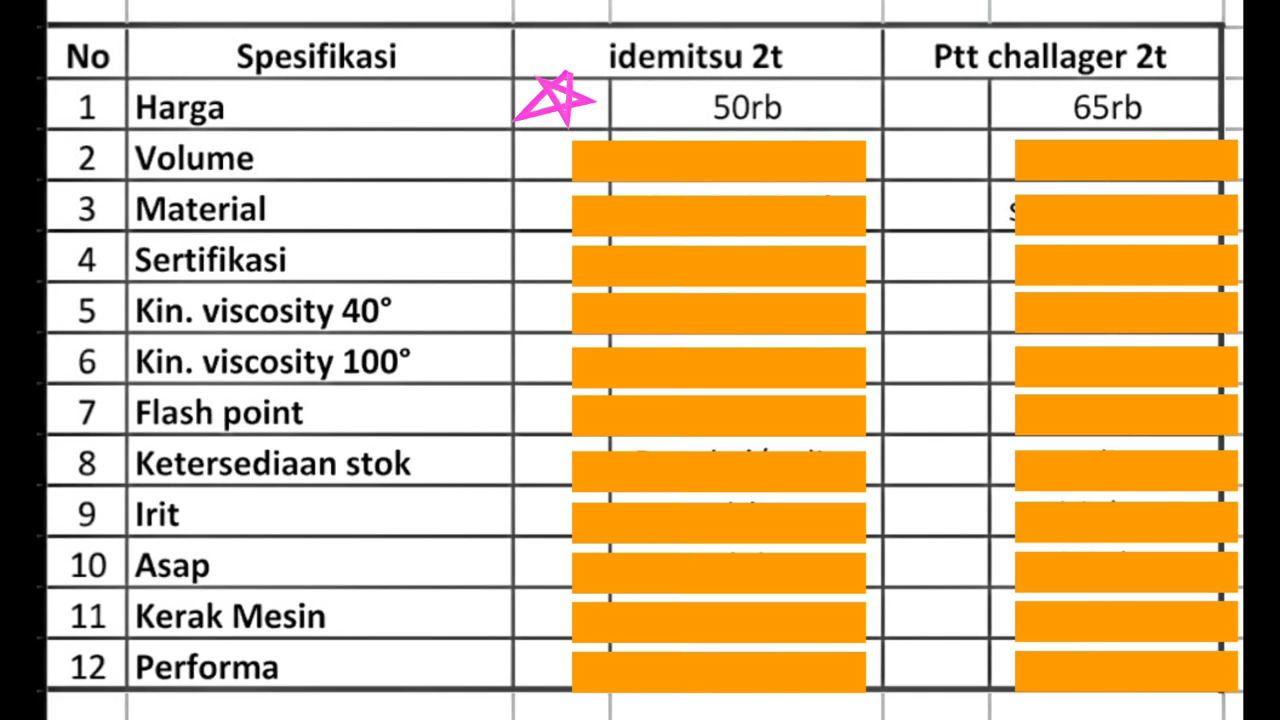 No Spesifikasi idemitsu 2t Ptt challager 2t
1 Harga 50rb 65rb
2 Volume
3 Material
4 Sertifikasi
5 Kin. viscosity 40°
6 Kin. viscosity 100°
7 Flash point
8 Ketersediaan stok
9 Irit
10 Asap
11 Kerak Mesin
12 Performa